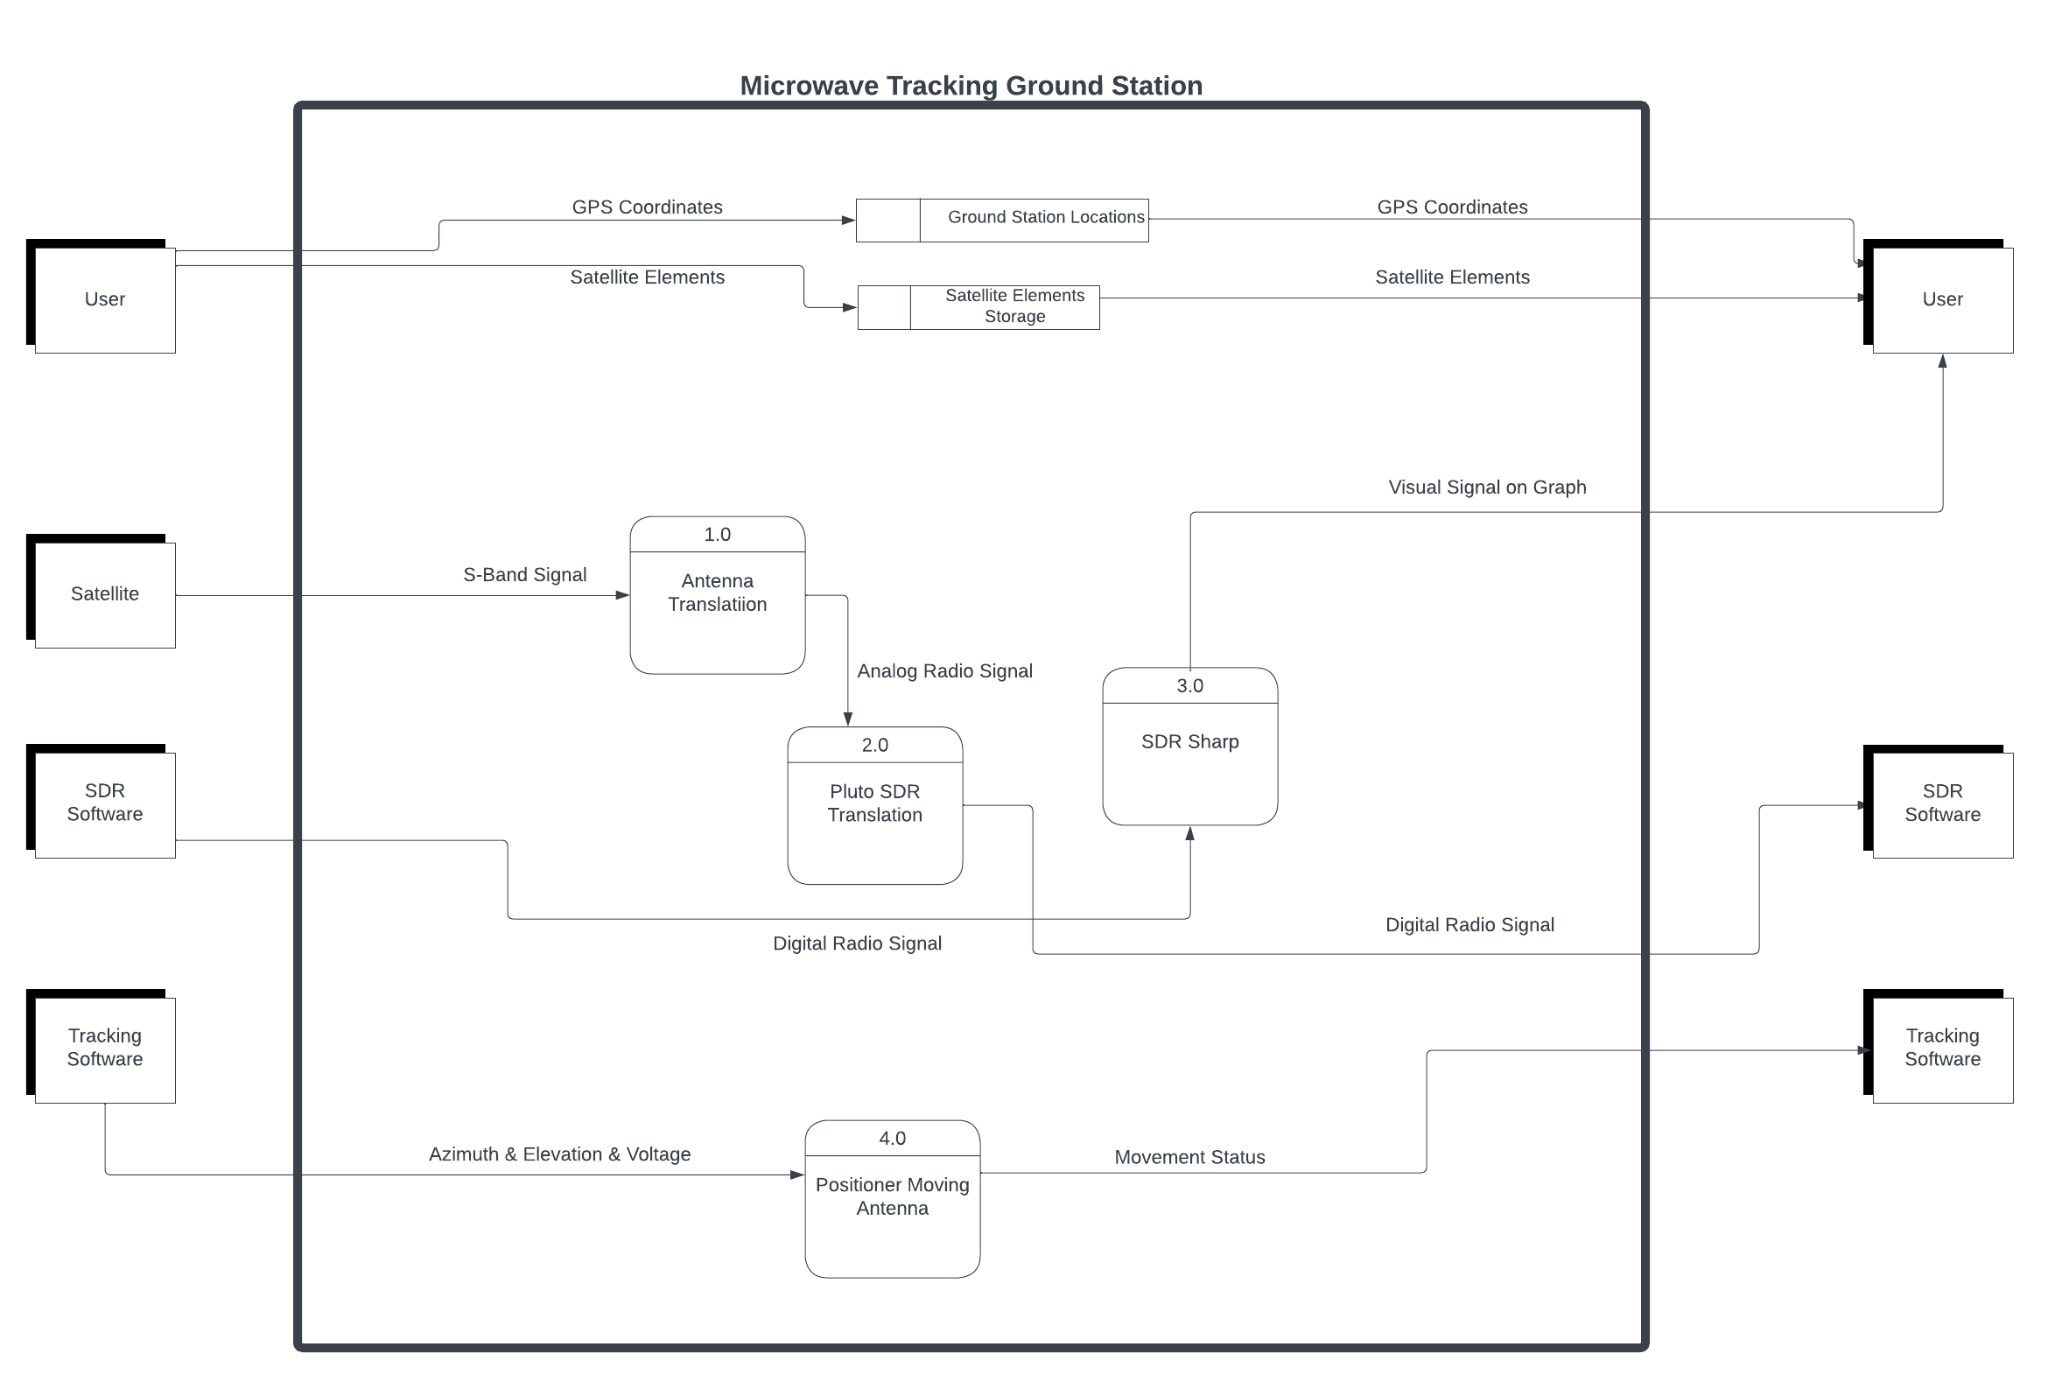 Microwave Tracking Ground Station
GPS Coordinates
Ground Station Locations
GPS Coordinates
User
Satellite Elements
Satellite Elements
Storage
Satellite Elements
User
Visual Signal on Graph
Satellite
S-Band Signal
1.0
Antenna
Translatiion
Analog Radio Signal
3.0
SDR Sharp
SDR
Software
2.0
Pluto SDR
Translation
SDR
Software
Digital Radio Signal
Digital Radio Signal
Tracking
Software
Tracking
Software
Azimuth & Elevation & Voltage
4.0
Positioner Moving
Antenna
Movement Status